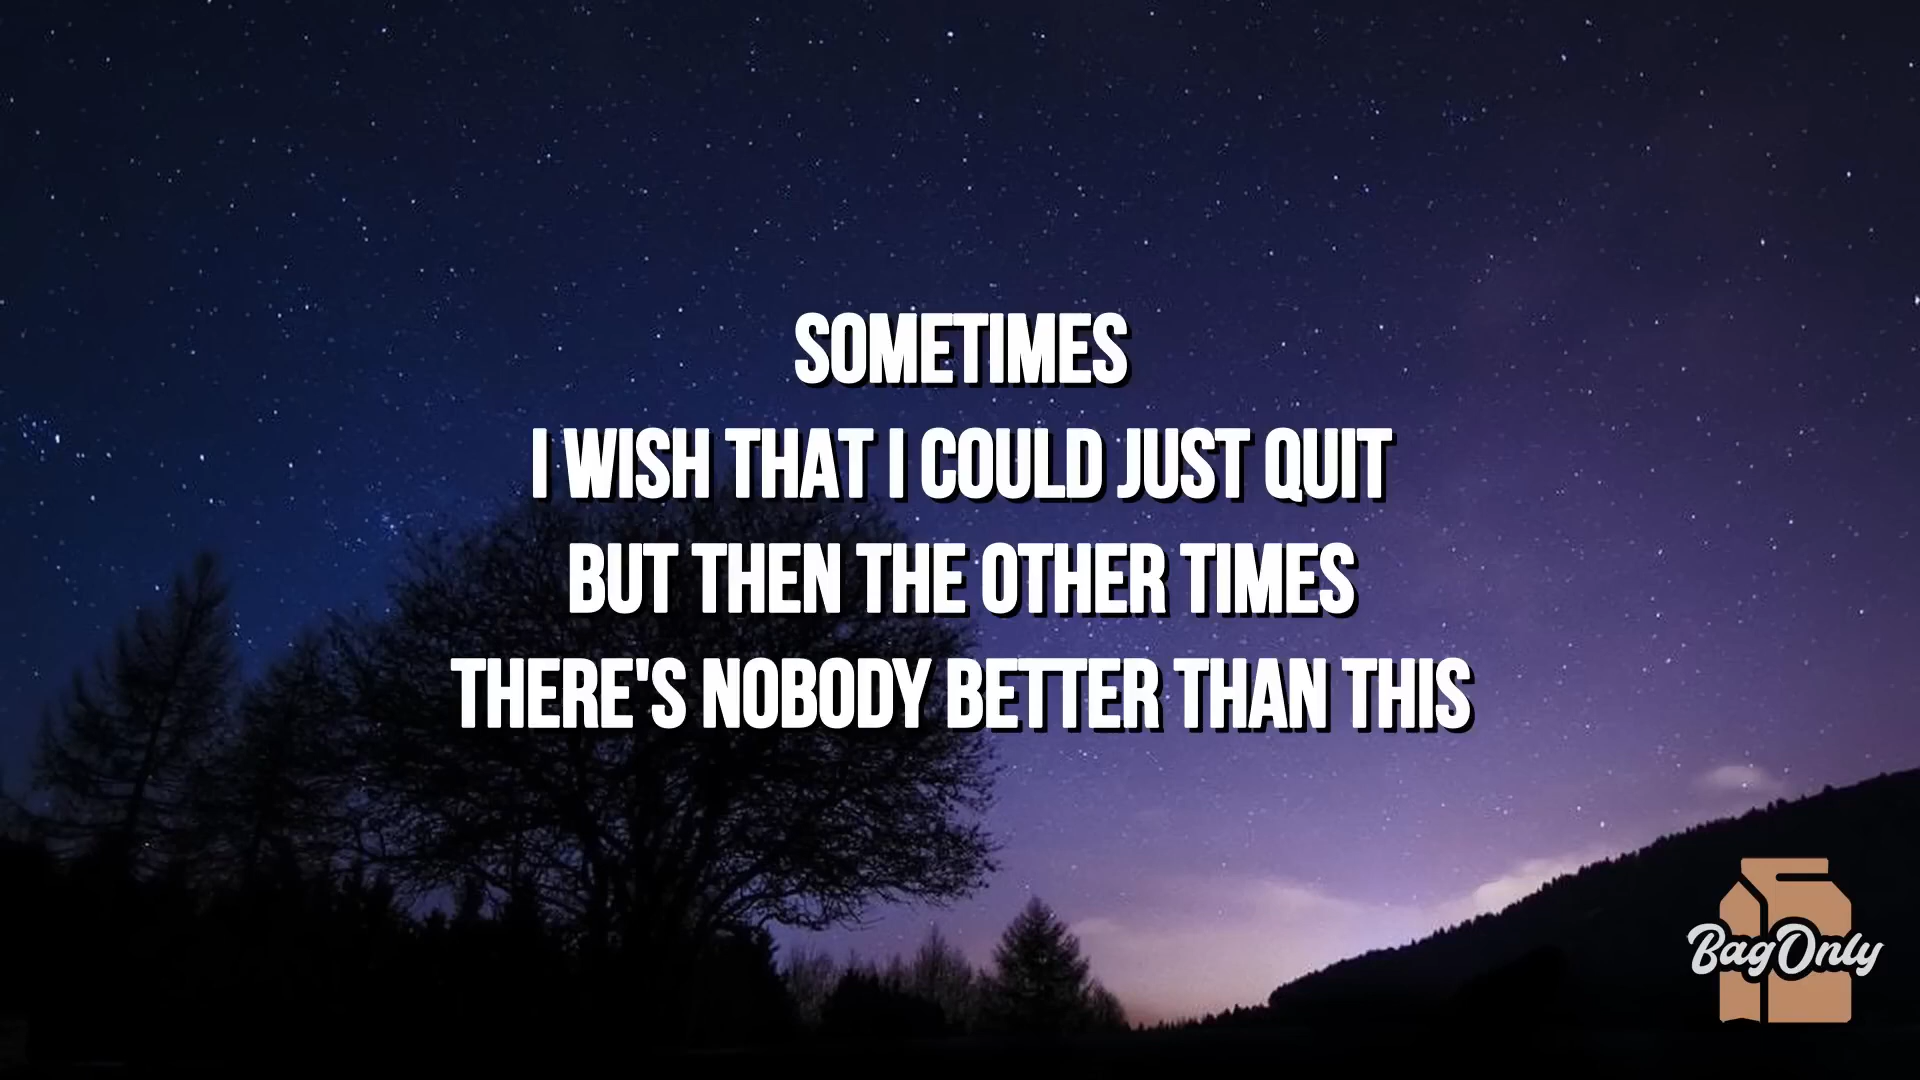 SOMETIMES
I WISH THAT I COULD JUST QUIT
BUT THEN THE OTHER TIMES
THERE'S NOBODY BETTER THAN THIS
BagOnly